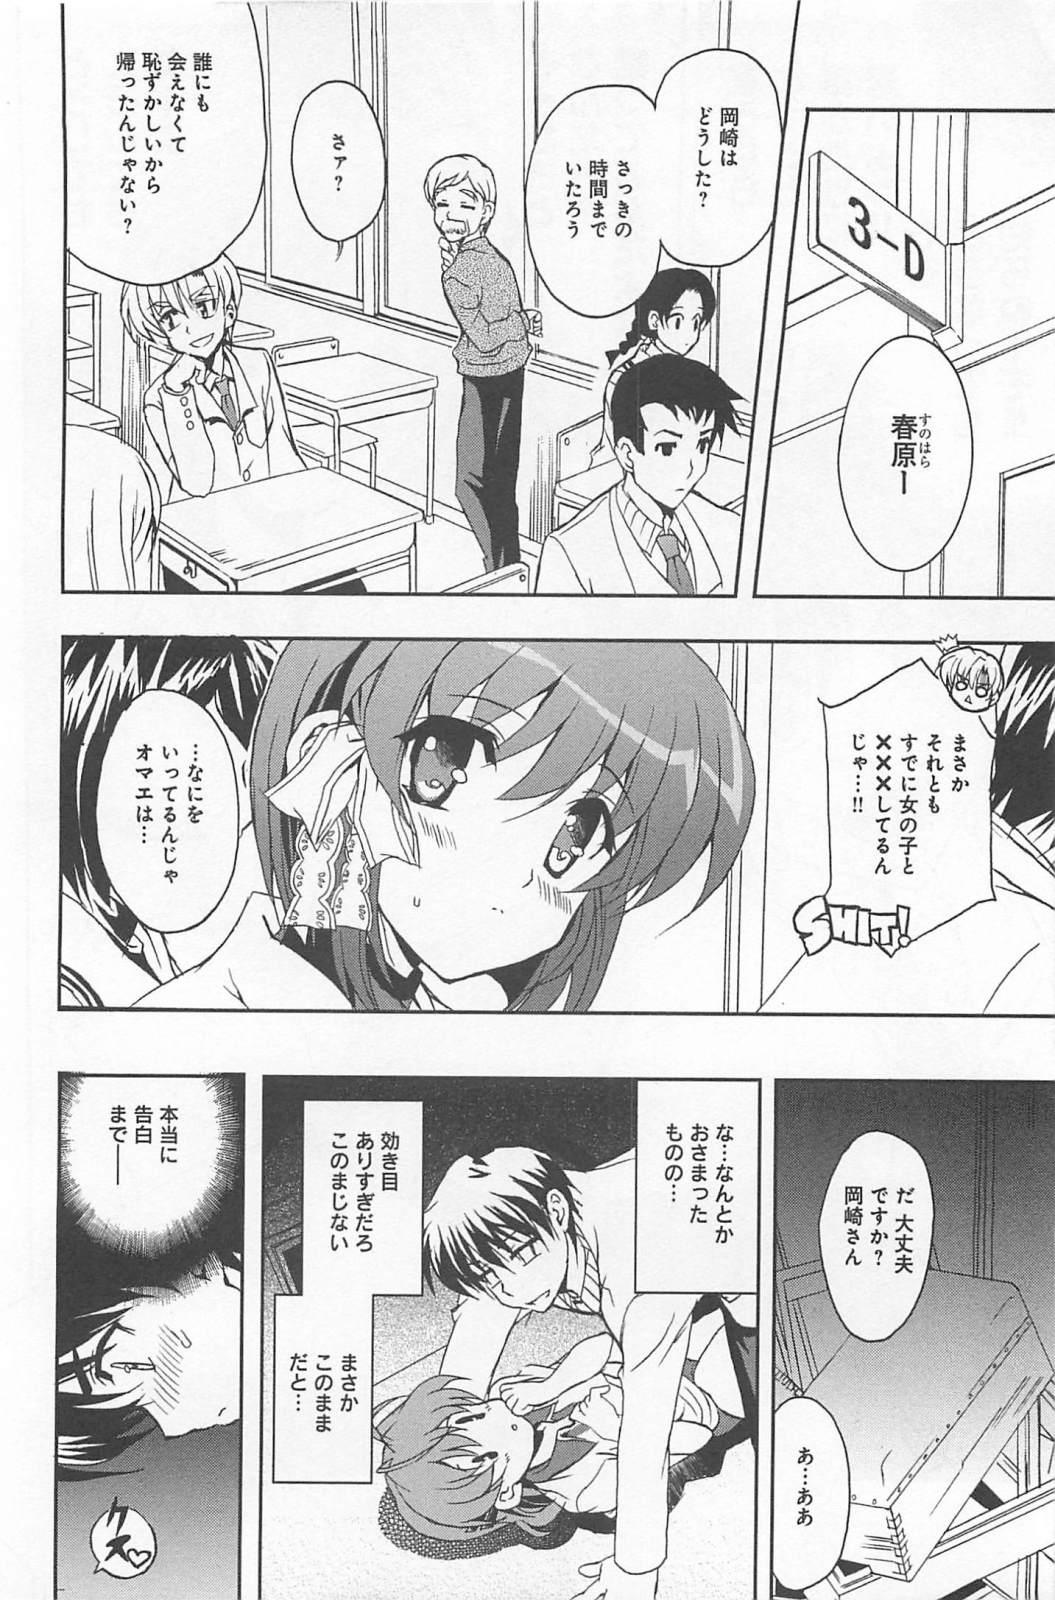 3-D
すのはら
春原ー
岡崎は
どうした?
さっきの
時間まで
いたろう
さァ?
誰にも
会えなくて
恥ずかしいから
帰ったんじゃない?
まさか
それとも
すでに女の子と
×××してるん
じゃ…!!
SHIT!
…なにを
いってるんじゃ
オマエは…
だ 大丈夫
ですか?
岡崎さん
あ…ああ
な…なんとか
おさまった
ものの…
効き目
ありすぎだろ
このまじない
まさか
このまま
だと…
本当に
告白
まで──
クス♡